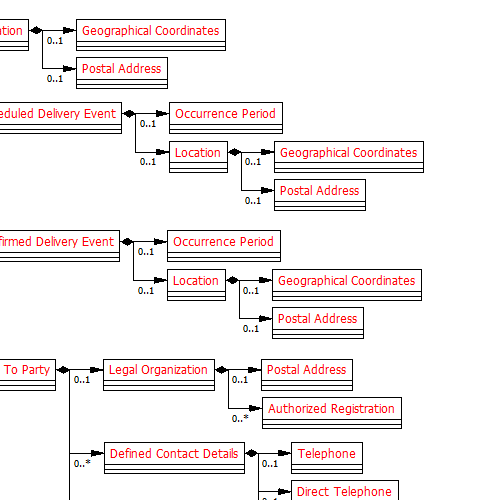 Geographical Coordinates
0..1
Postal Address
0..1
Delivery Event
Occurrence Period
0..1
Location
Geographical Coordinates
0..1
0..1
Postal Address
0..1
Delivery Event
Occurrence Period
0..1
Location
Geographical Coordinates
0..1
0..1
Postal Address
0..1
To Party
Legal Organization
Postal Address
0..1
0..1
Authorized Registration
0..*
Defined Contact Details
Telephone
0..*
0..1
Direct Telephone
0..1